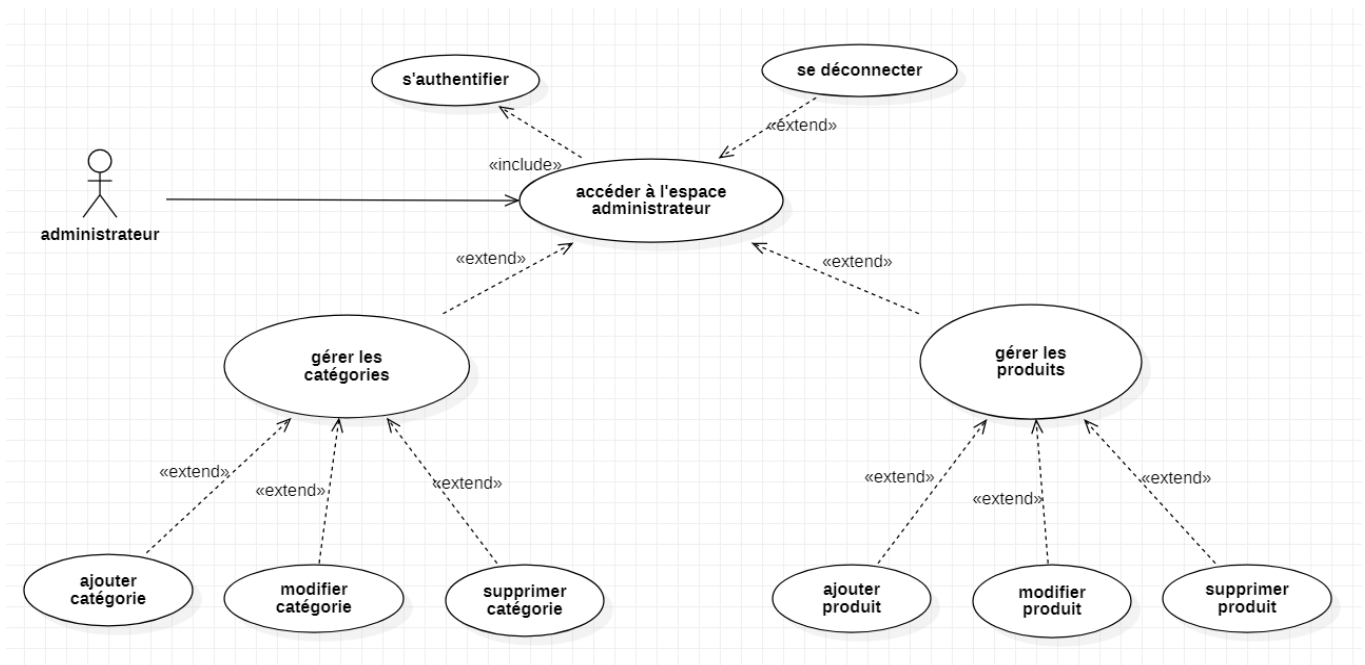 s'authentifier
se déconnecter
«extend»
«include»
accéder à l'espace
administrateur
administrateur
«extend»
«extend»
gérer les
catégories
gérer les
produits
«extend»
«extend»
«extend»
«extend»
«extend»
«extend»
ajouter
catégorie
modifier
catégorie
supprimer
catégorie
ajouter
produit
modifier
produit
supprimer
produit